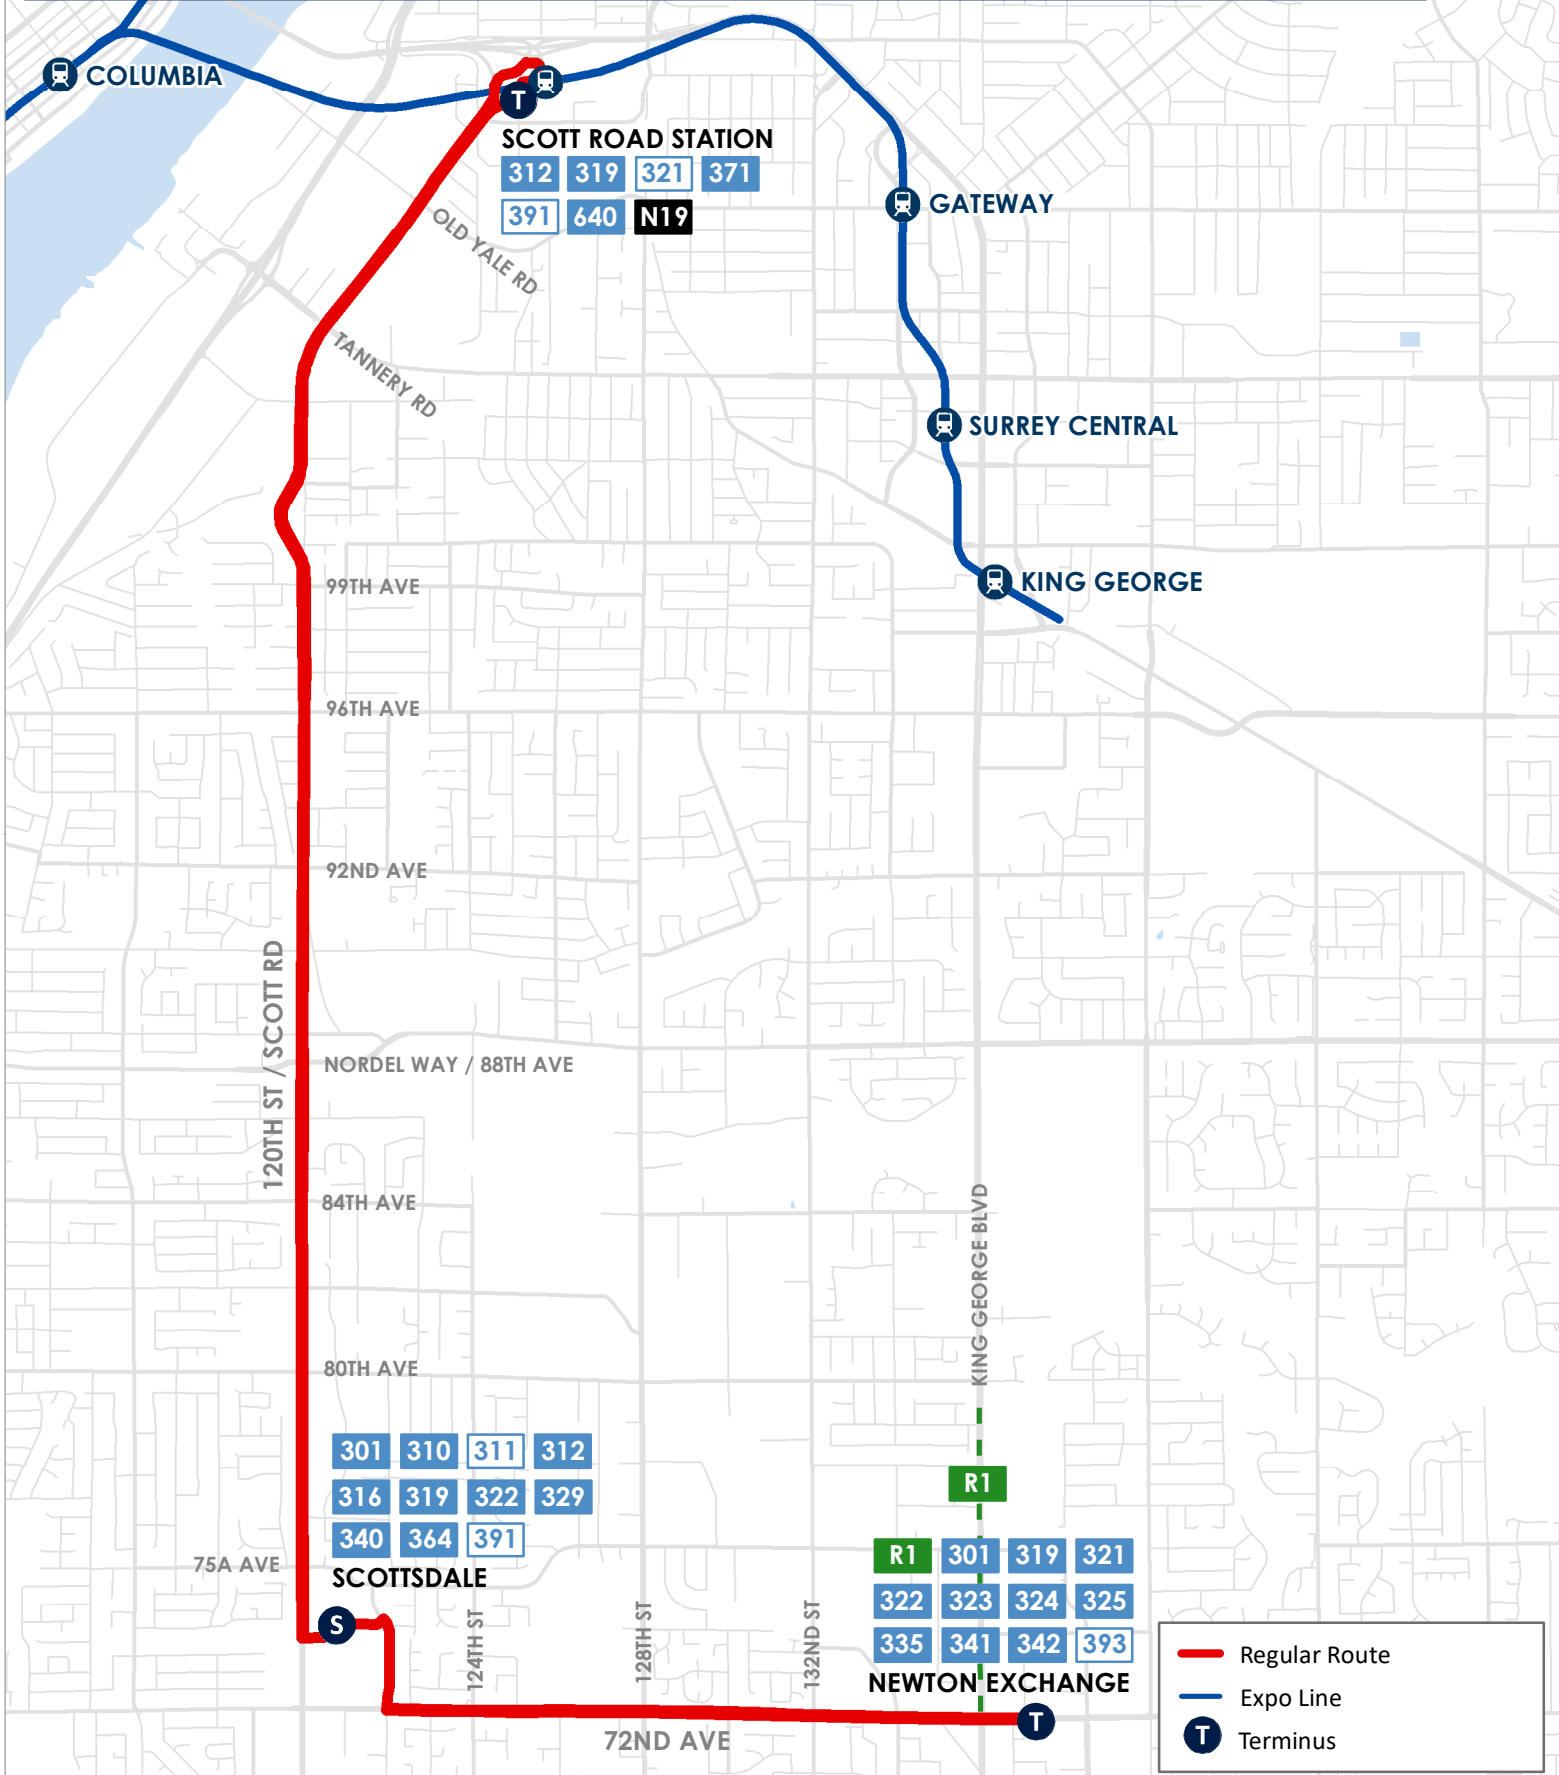 COLUMBIA
T
SCOTT ROAD STATION
312 319 321 371
391 640 N19
GATEWAY
OLD YALE RD
TANNERY RD
SURREY CENTRAL
KING GEORGE
99TH AVE
96TH AVE
92ND AVE
120TH ST / SCOTT RD
NORDEL WAY / 88TH AVE
84TH AVE
KING GEORGE BLVD
80TH AVE
301 310 311 312
316 319 322 329
340 364 391
SCOTTSDALE
75A AVE
S
R1
R1 301 319 321
322 323 324 325
335 341 342 393
NEWTON EXCHANGE
124TH ST
128TH ST
132ND ST
T
72ND AVE
Regular Route
Expo Line
T Terminus